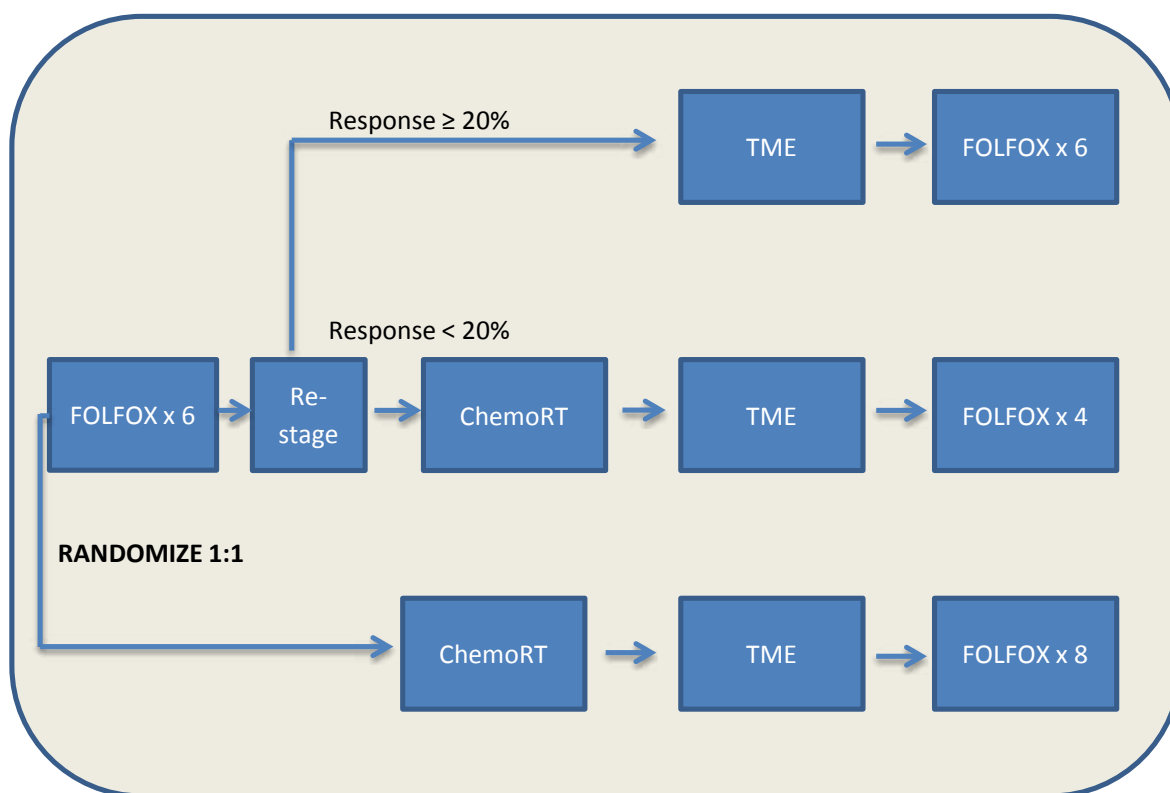 Response ≥ 20%
TME
FOLFOX x 6
Response < 20%
FOLFOX x 6
Re-
stage
ChemoRT
TME
FOLFOX x 4
RANDOMIZE 1:1
ChemoRT
TME
FOLFOX x 8